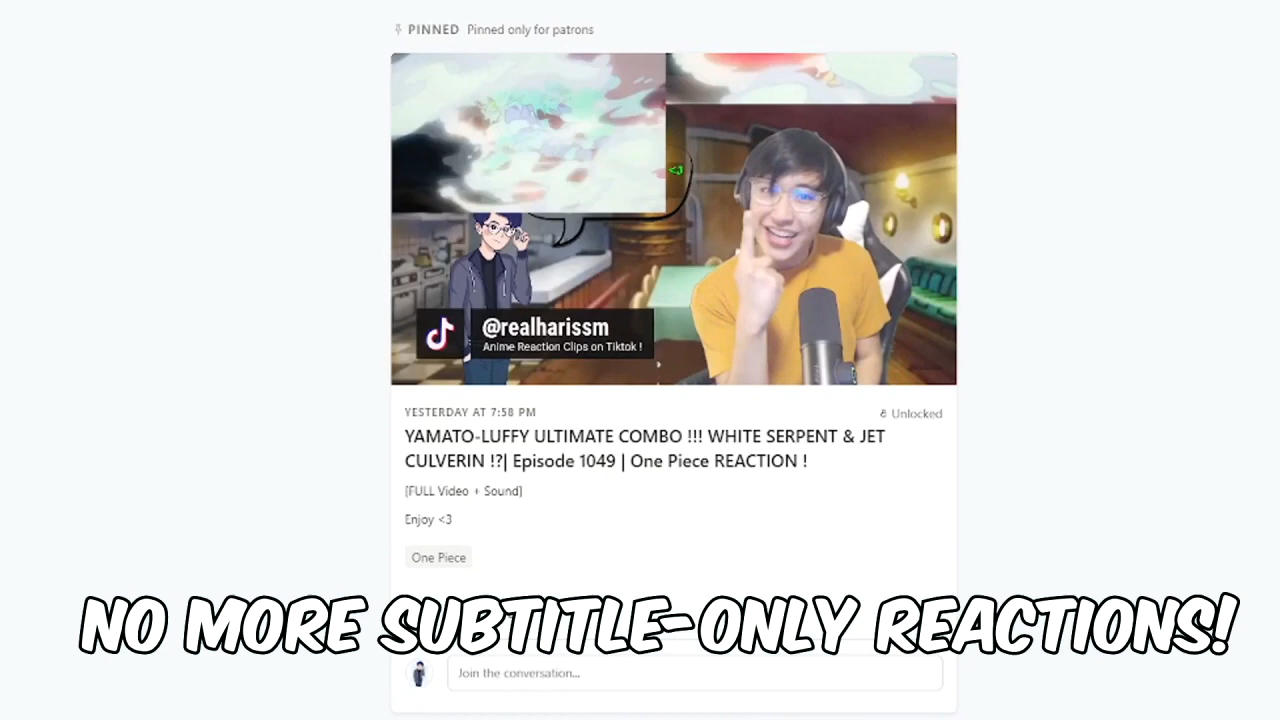 PINNED Pinned only for patrons
<3
@realharissm
Anime Reaction Clips on Tiktok !
YESTERDAY AT 7:58 PM
Unlocked
YAMATO-LUFFY ULTIMATE COMBO !!! WHITE SERPENT & JET
CULVERIN !?| Episode 1049 | One Piece REACTION !
[FULL Video + Sound]
Enjoy <3
One Piece
NO MORE SUBTITLE-ONLY REACTIONS!
Join the conversation...